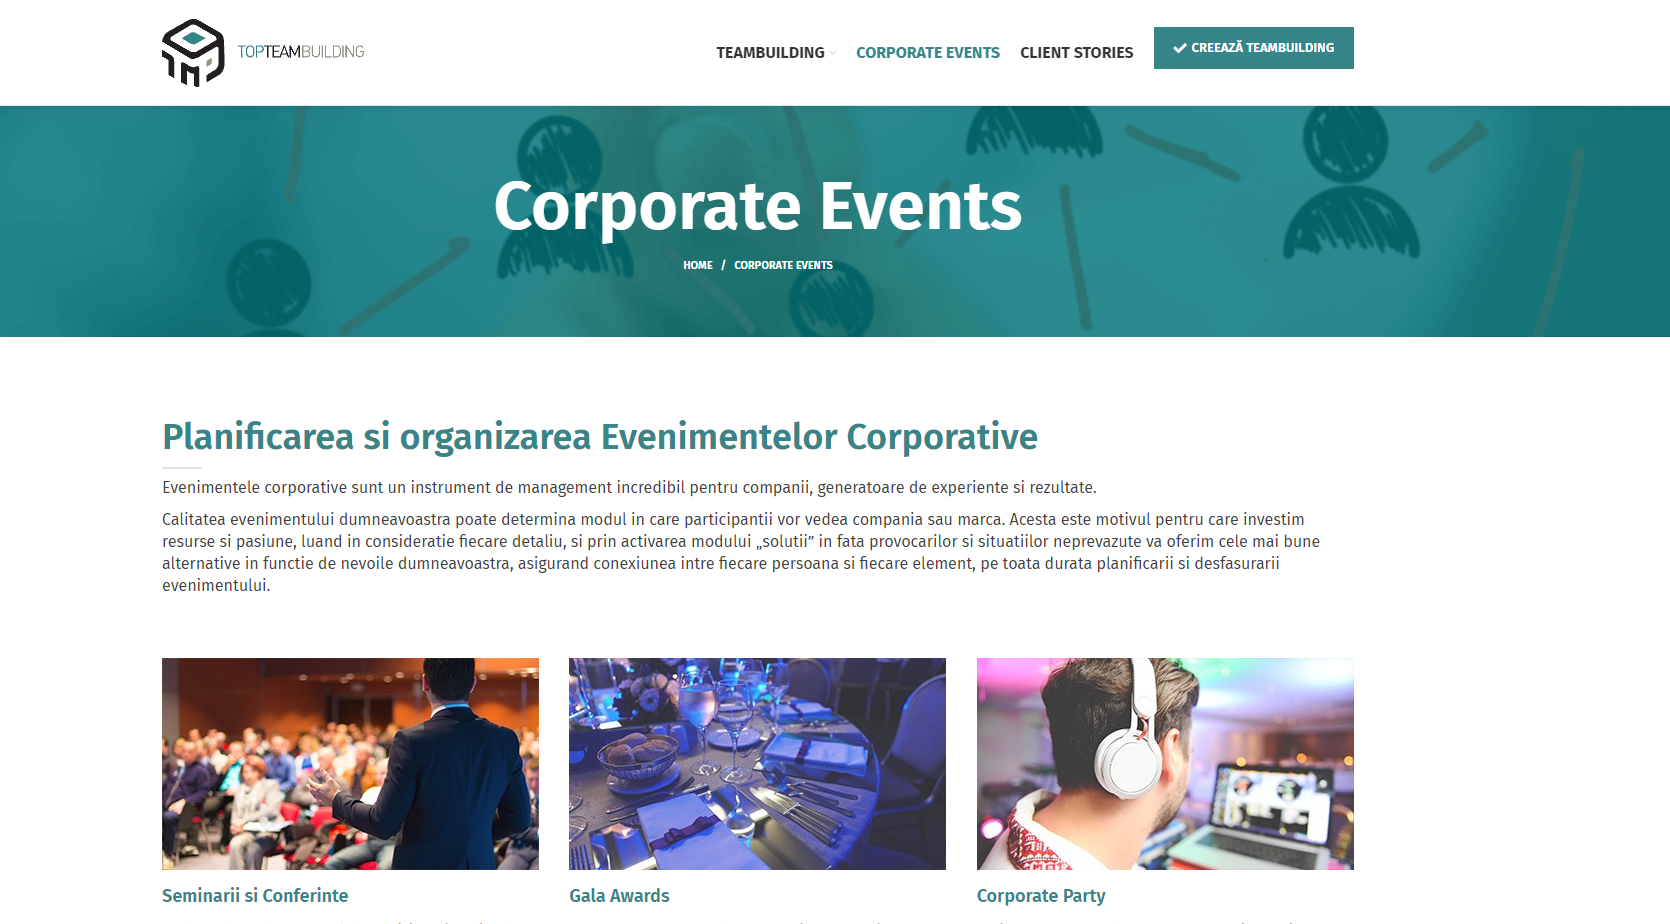 TOPTEAMBUILDING
TEAMBUILDING
CORPORATE EVENTS
CLIENT STORIES
CREEAZĂ TEAMBUILDING
Corporate Events
HOME / CORPORATE EVENTS
Planificarea si organizarea Evenimentelor Corporative
Evenimentele corporative sunt un instrument de management incredibil pentru companii, generatoare de experiente si rezultate.
Calitatea evenimentului dumneavoastra poate determina modul in care participantii vor vedea compania sau marca. Acesta este motivul pentru care investim
resurse si pasiune, luand in consideratie fiecare detaliu, si prin activarea modului „solutii” in fata provocarilor si situatiilor neprevazute va oferim cele mai bune
alternative in functie de nevoile dumneavoastra, asigurand conexiunea intre fiecare persoana si fiecare element, pe toata durata planificarii si desfasurarii
evenimentului.
Seminarii si Conferinte
Gala Awards
Corporate Party